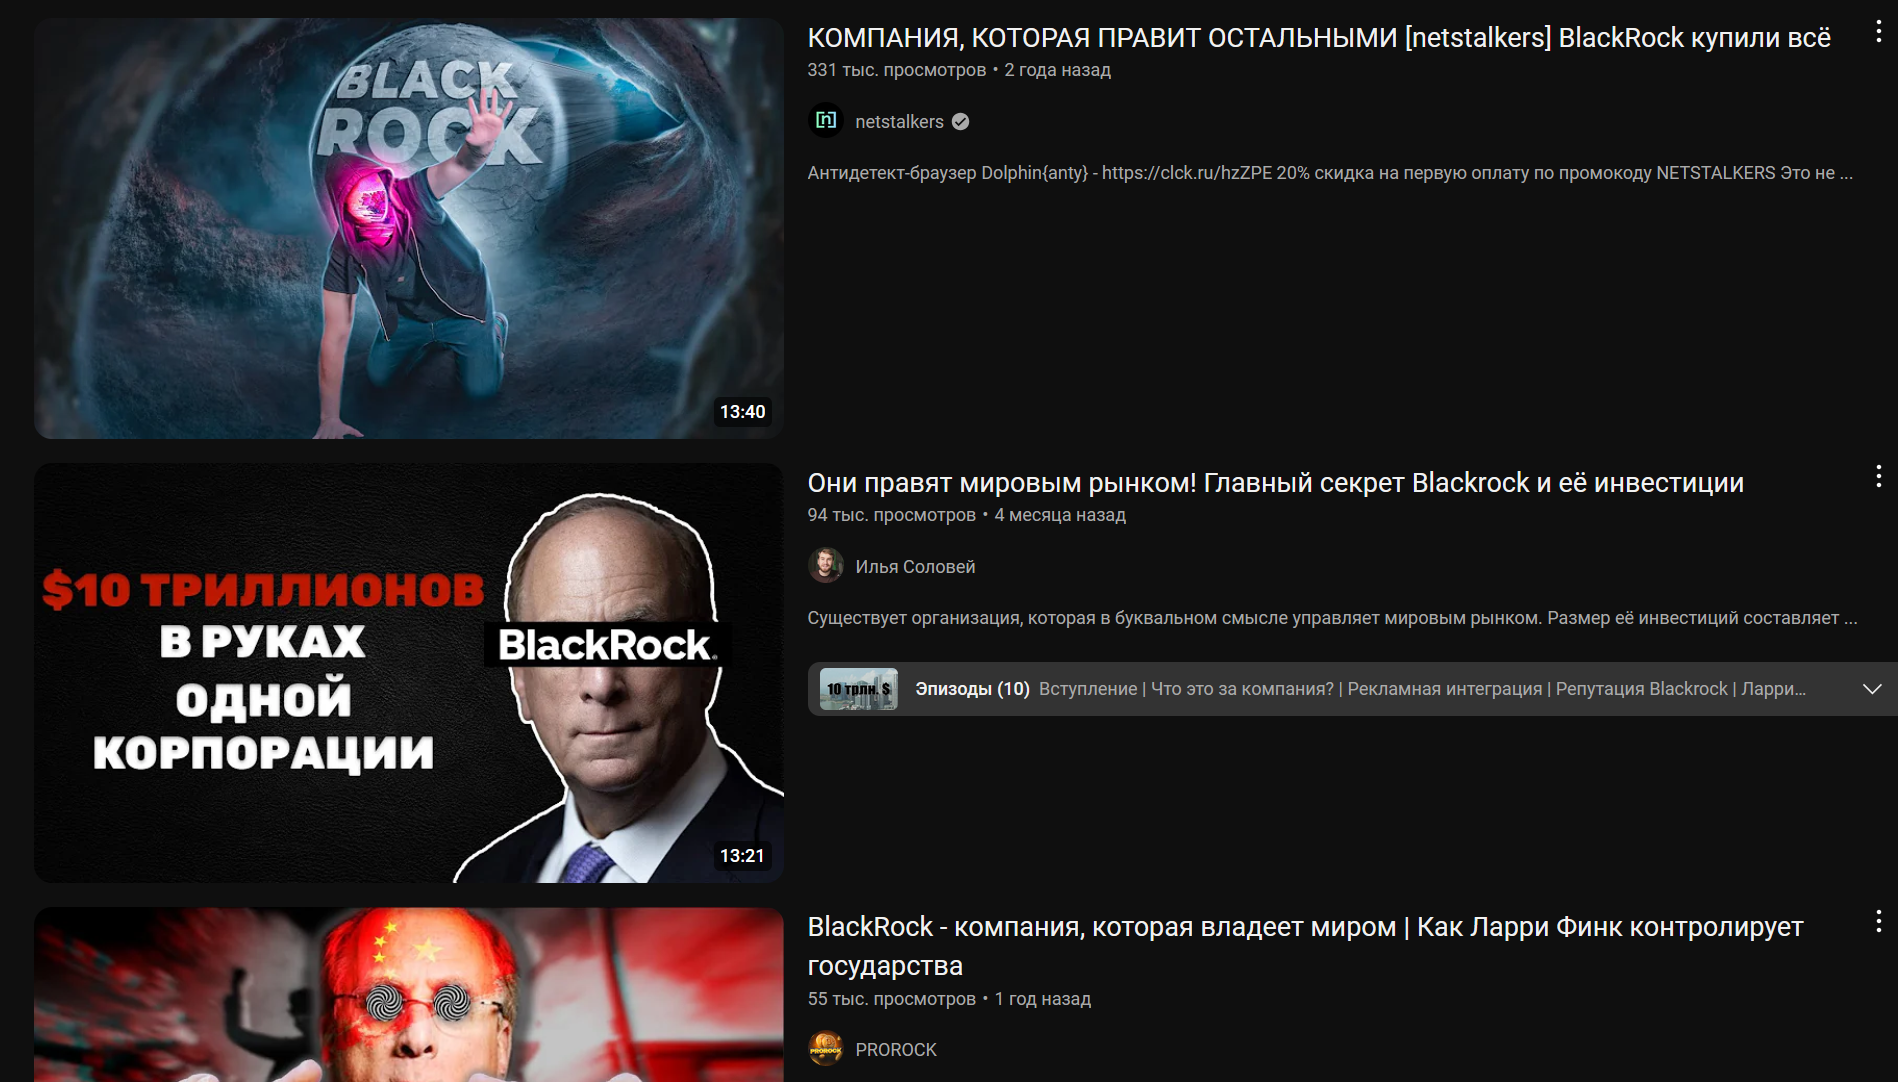 BLACK
ROCK
13:40
КОМПАНИЯ, КОТОРАЯ ПРАВИТ ОСТАЛЬНЫМИ [netstalkers] BlackRock купили всё
331 тыс. просмотров • 2 года назад
[n] netstalkers
Антидетект-браузер Dolphin{anty} - https://clck.ru/hzZPE 20% скидка на первую оплату по промокоду NETSTALKERS Это не ...
$10 ТРИЛЛИОНОВ
В РУКАХ
ОДНОЙ
КОРПОРАЦИИ
BlackRock.
13:21
Они правят мировым рынком! Главный секрет Blackrock и её инвестиции
94 тыс. просмотров • 4 месяца назад
Илья Соловей
Существует организация, которая в буквальном смысле управляет мировым рынком. Размер её инвестиций составляет ...
10 трлн. $
Эпизоды (10) Вступление | Что это за компания? | Рекламная интеграция | Репутация Blackrock | Ларри...
BlackRock - компания, которая владеет миром | Как Ларри Финк контролирует
государства
55 тыс. просмотров • 1 год назад
PROROCK PROROCK